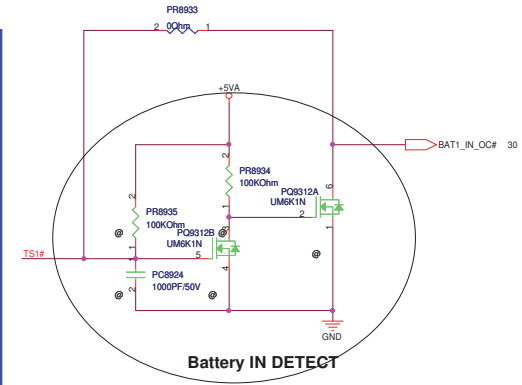 PR8933
2 0Ohm 1
+5VA
BAT1_IN_OC# 30
2
PR8934
100KOhm
1
PQ9312A
UM6K1N
6
2
1
@
2
PR8935
100KOhm
1
@
PQ9312B @
UM6K1N
3
5
4
TS1#
1
PC8924
1000PF/50V
2
@ @
GND
Battery IN DETECT